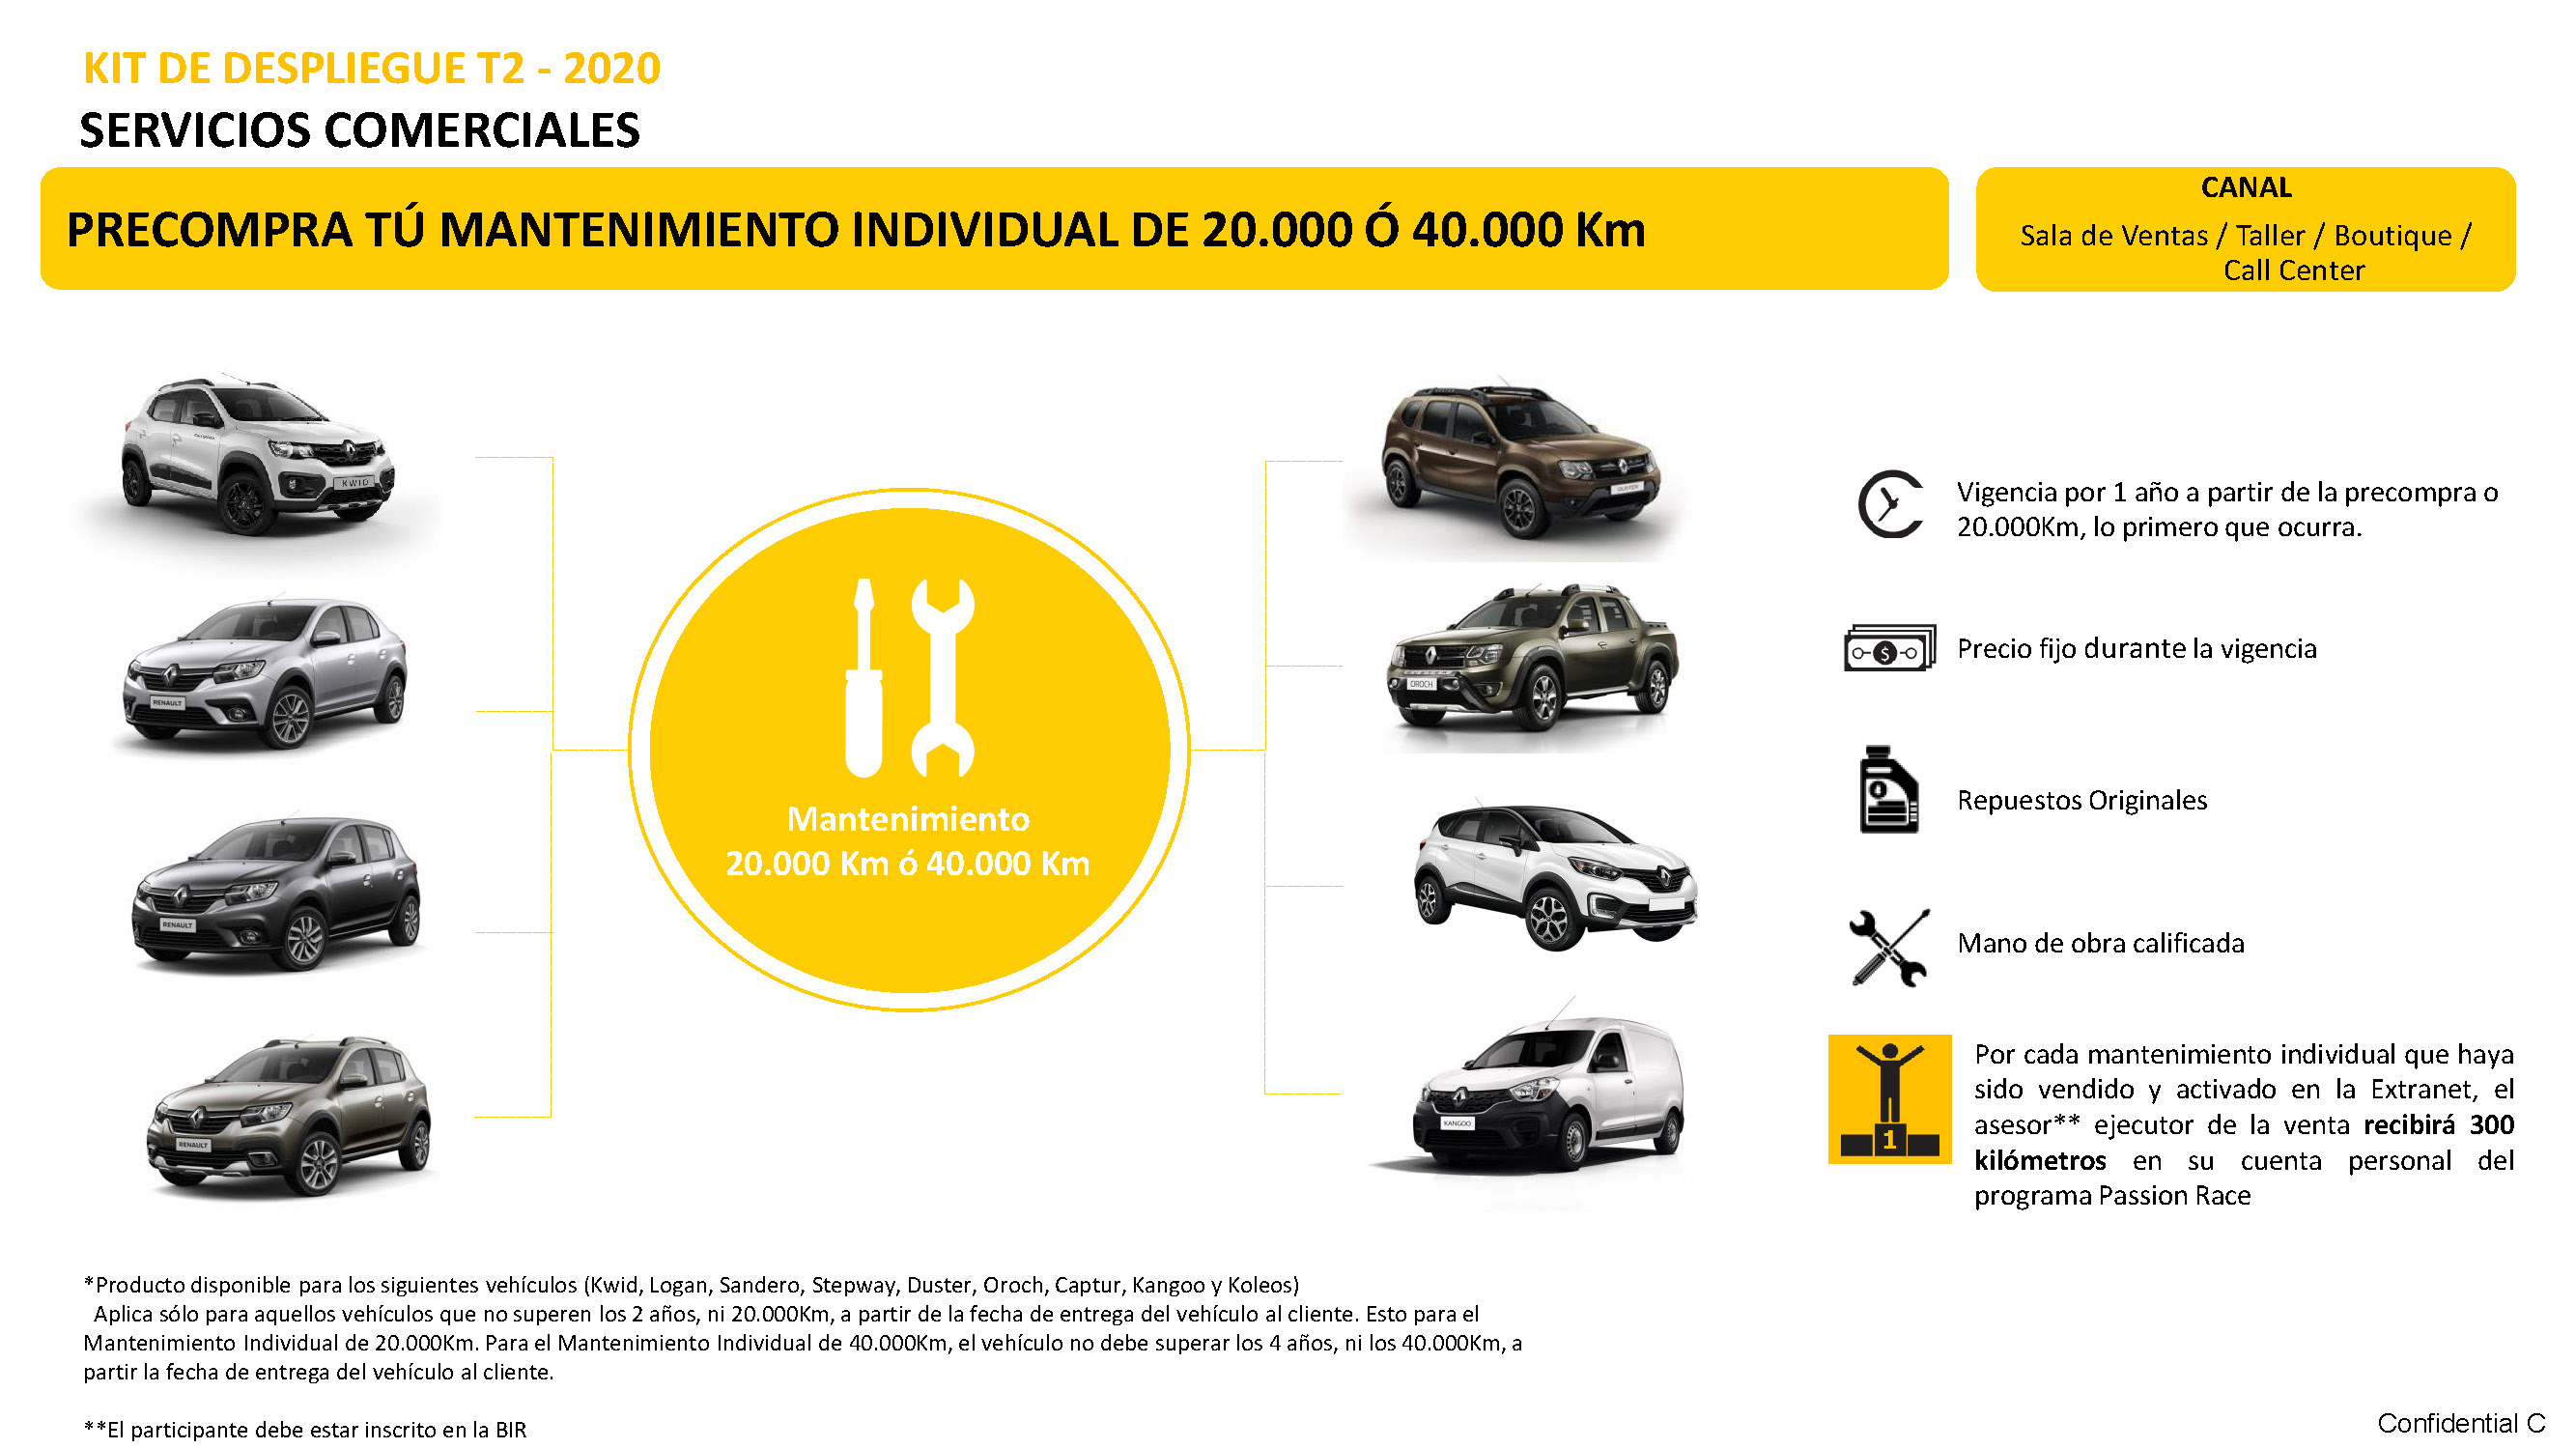 KIT DE DESPLIEGUE T2 - 2020
SERVICIOS COMERCIALES
PRECOMPRA TÚ MANTENIMIENTO INDIVIDUAL DE 20.000 Ó 40.000 Km
CANAL
Sala de Ventas / Taller / Boutique /
Call Center
KWID
RENAULT
RENAULT
RENAULT
Mantenimiento
20.000 Km ó 40.000 Km
DUSTER
OROCH
KANGOO
Vigencia por 1 año a partir de la precompra o
20.000Km, lo primero que ocurra.
Precio fijo durante la vigencia
Repuestos Originales
Mano de obra calificada
1
Por cada mantenimiento individual que haya
sido vendido y activado en la Extranet, el
asesor** ejecutor de la venta recibirá 300
kilómetros en su cuenta personal del
programa Passion Race
*Producto disponible para los siguientes vehículos (Kwid, Logan, Sandero, Stepway, Duster, Oroch, Captur, Kangoo y Koleos)
Aplica sólo para aquellos vehículos que no superen los 2 años, ni 20.000Km, a partir de la fecha de entrega del vehículo al cliente. Esto para el
Mantenimiento Individual de 20.000Km. Para el Mantenimiento Individual de 40.000Km, el vehículo no debe superar los 4 años, ni los 40.000Km, a
partir la fecha de entrega del vehículo al cliente.
**El participante debe estar inscrito en la BIR
Confidential C